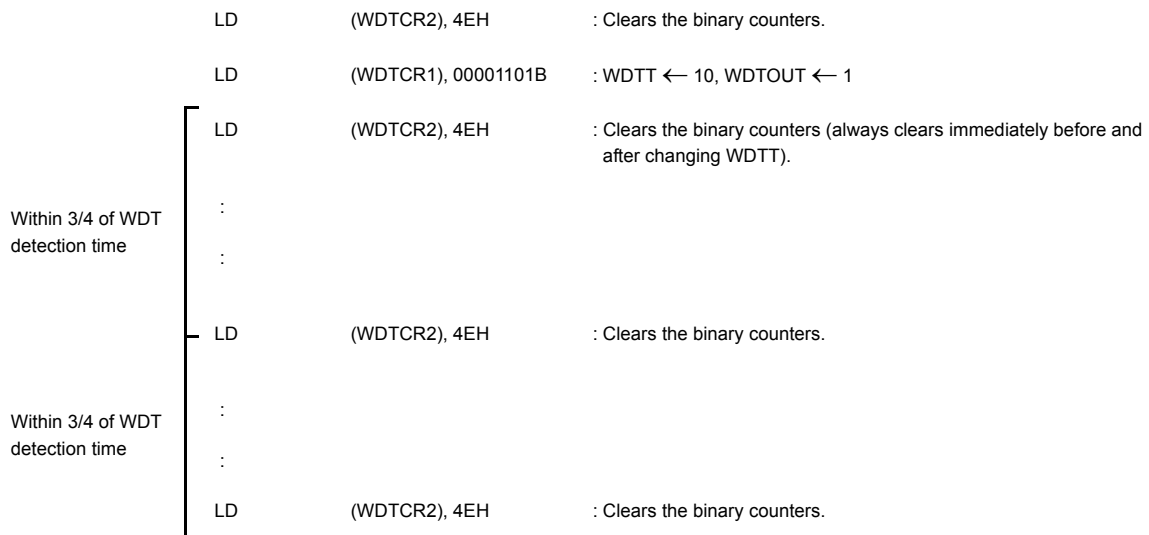 LD (WDTCR2), 4EH : Clears the binary counters.
LD (WDTCR1), 00001101B : WDTT ← 10, WDTOUT ← 1
LD (WDTCR2), 4EH : Clears the binary counters (always clears immediately before and
after changing WDTT).
Within 3/4 of WDT :
detection time
:
LD (WDTCR2), 4EH : Clears the binary counters.
Within 3/4 of WDT :
detection time
:
LD (WDTCR2), 4EH : Clears the binary counters.